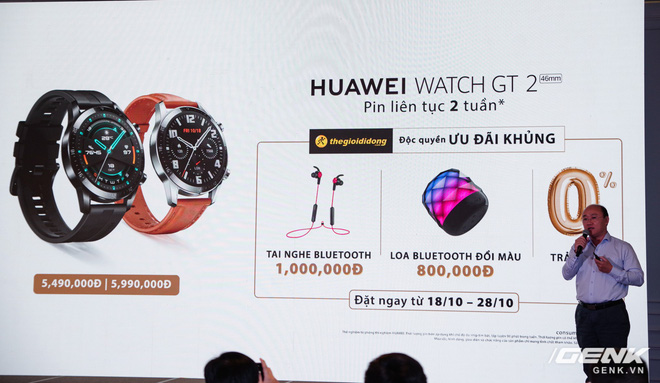 HUAWEI WATCH GT 2 46mm
Pin liên tục 2 tuần*
thegioididong Độc quyền ƯU ĐÃI KHỦNG
0%
TAI NGHE BLUETOOTH
1,000,000Đ
LOA BLUETOOTH ĐỔI MÀU
800,000Đ
TRẢ
5,490,000Đ | 5,990,000Đ
Đặt ngay từ 18/10 - 28/10
GENK
GENK.VN